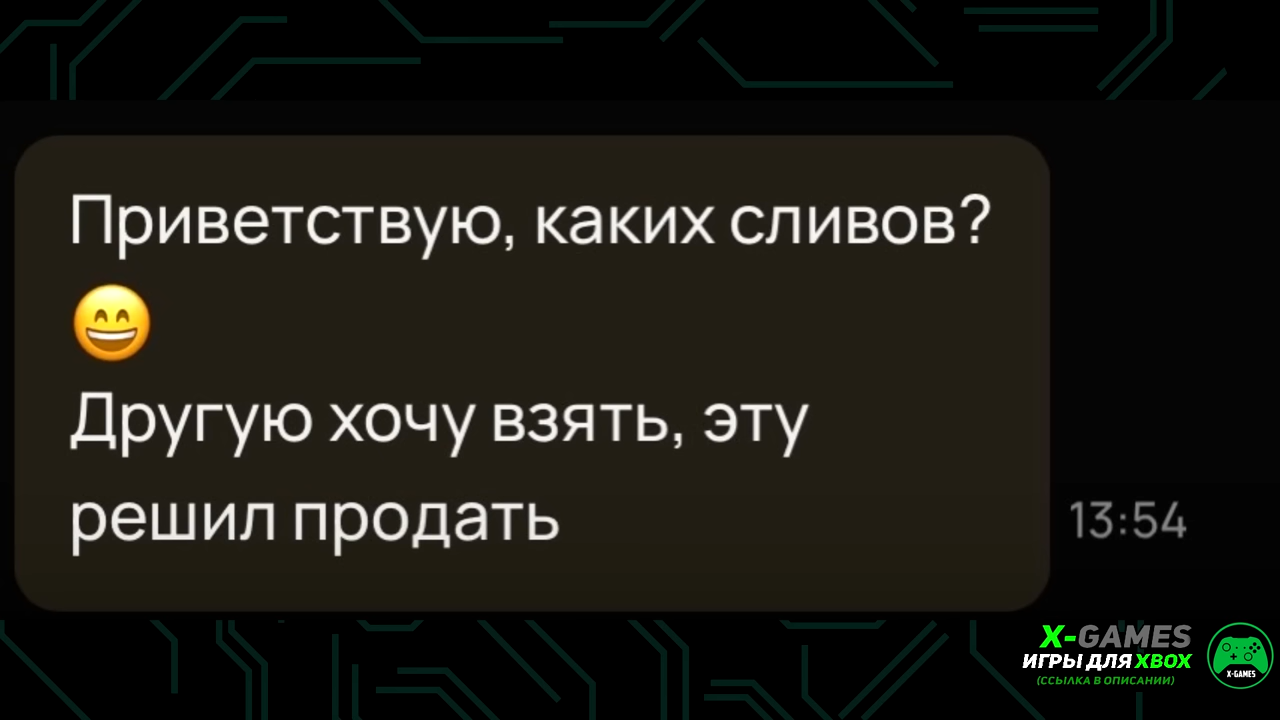 Приветствую, каких сливов?
😄
Другую хочу взять, эту
решил продать
13:54
X-GAMES
ИГРЫ ДЛЯ XBOX
(ССЫЛКА В ОПИСАНИИ)
X-GAMES